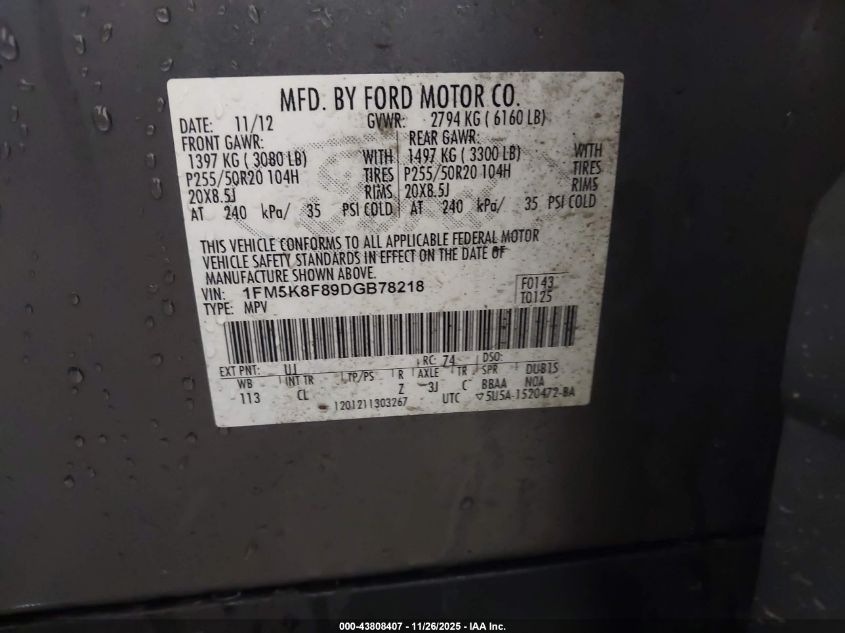 MFD. BY FORD MOTOR CO.
DATE: 11/12 GVWR: 2794 KG ( 6160 LB)
FRONT GAWR: REAR GAWR:
1397 KG ( 3080 LB) WITH 1497 KG ( 3300 LB) WITH
P255/50R20 104H TIRES P255/50R20 104H TIRES
20X8.5J RIMS 20X8.5J RIMS
AT 240 kPa/ 35 PSI COLD AT 240 kPa/ 35 PSI COLD
THIS VEHICLE CONFORMS TO ALL APPLICABLE FEDERAL MOTOR
VEHICLE SAFETY STANDARDS IN EFFECT ON THE DATE OF
MANUFACTURE SHOWN ABOVE.
VIN: 1FM5K8F89DGB78218 F0143
TYPE: MPV T0125
EXT PNT: UJ RC: 74 DSO:
WB INT TR TP/PS R AXLE TR SPR DUB1S
113 CL Z 3J C BBAA NOA
1201211303267 UTC ▽5U5A-1520472-BA
000-43808407 - 11/26/2025 - IAA Inc.